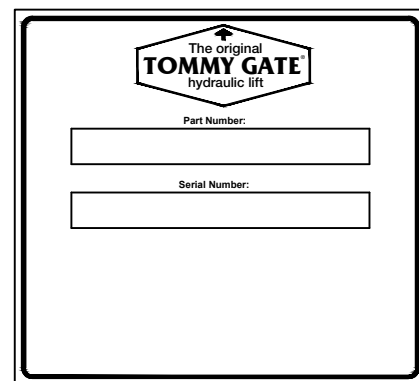 The original
TOMMY GATE®
hydraulic lift
Part Number:
Serial Number: